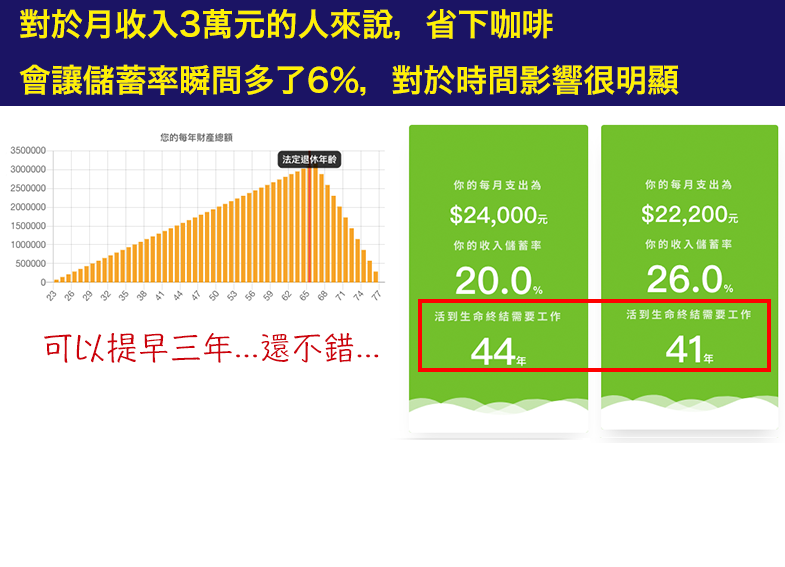 對於月收入3萬元的人來說，省下咖啡
會讓儲蓄率瞬間多了6%，對於時間影響很明顯
您的每年財產總額
法定退休年齡
3500000
3000000
2500000
2000000
1500000
1000000
500000
0
23 26 29 32 35 38 41 44 47 50 53 56 59 62 65 68 71 74 77
可以提早三年...還不錯...
你的每月支出為
$24,000元
你的收入儲蓄率
20.0%
活到生命終結需要工作
44年
你的每月支出為
$22,200元
你的收入儲蓄率
26.0%
活到生命終結需要工作
41年